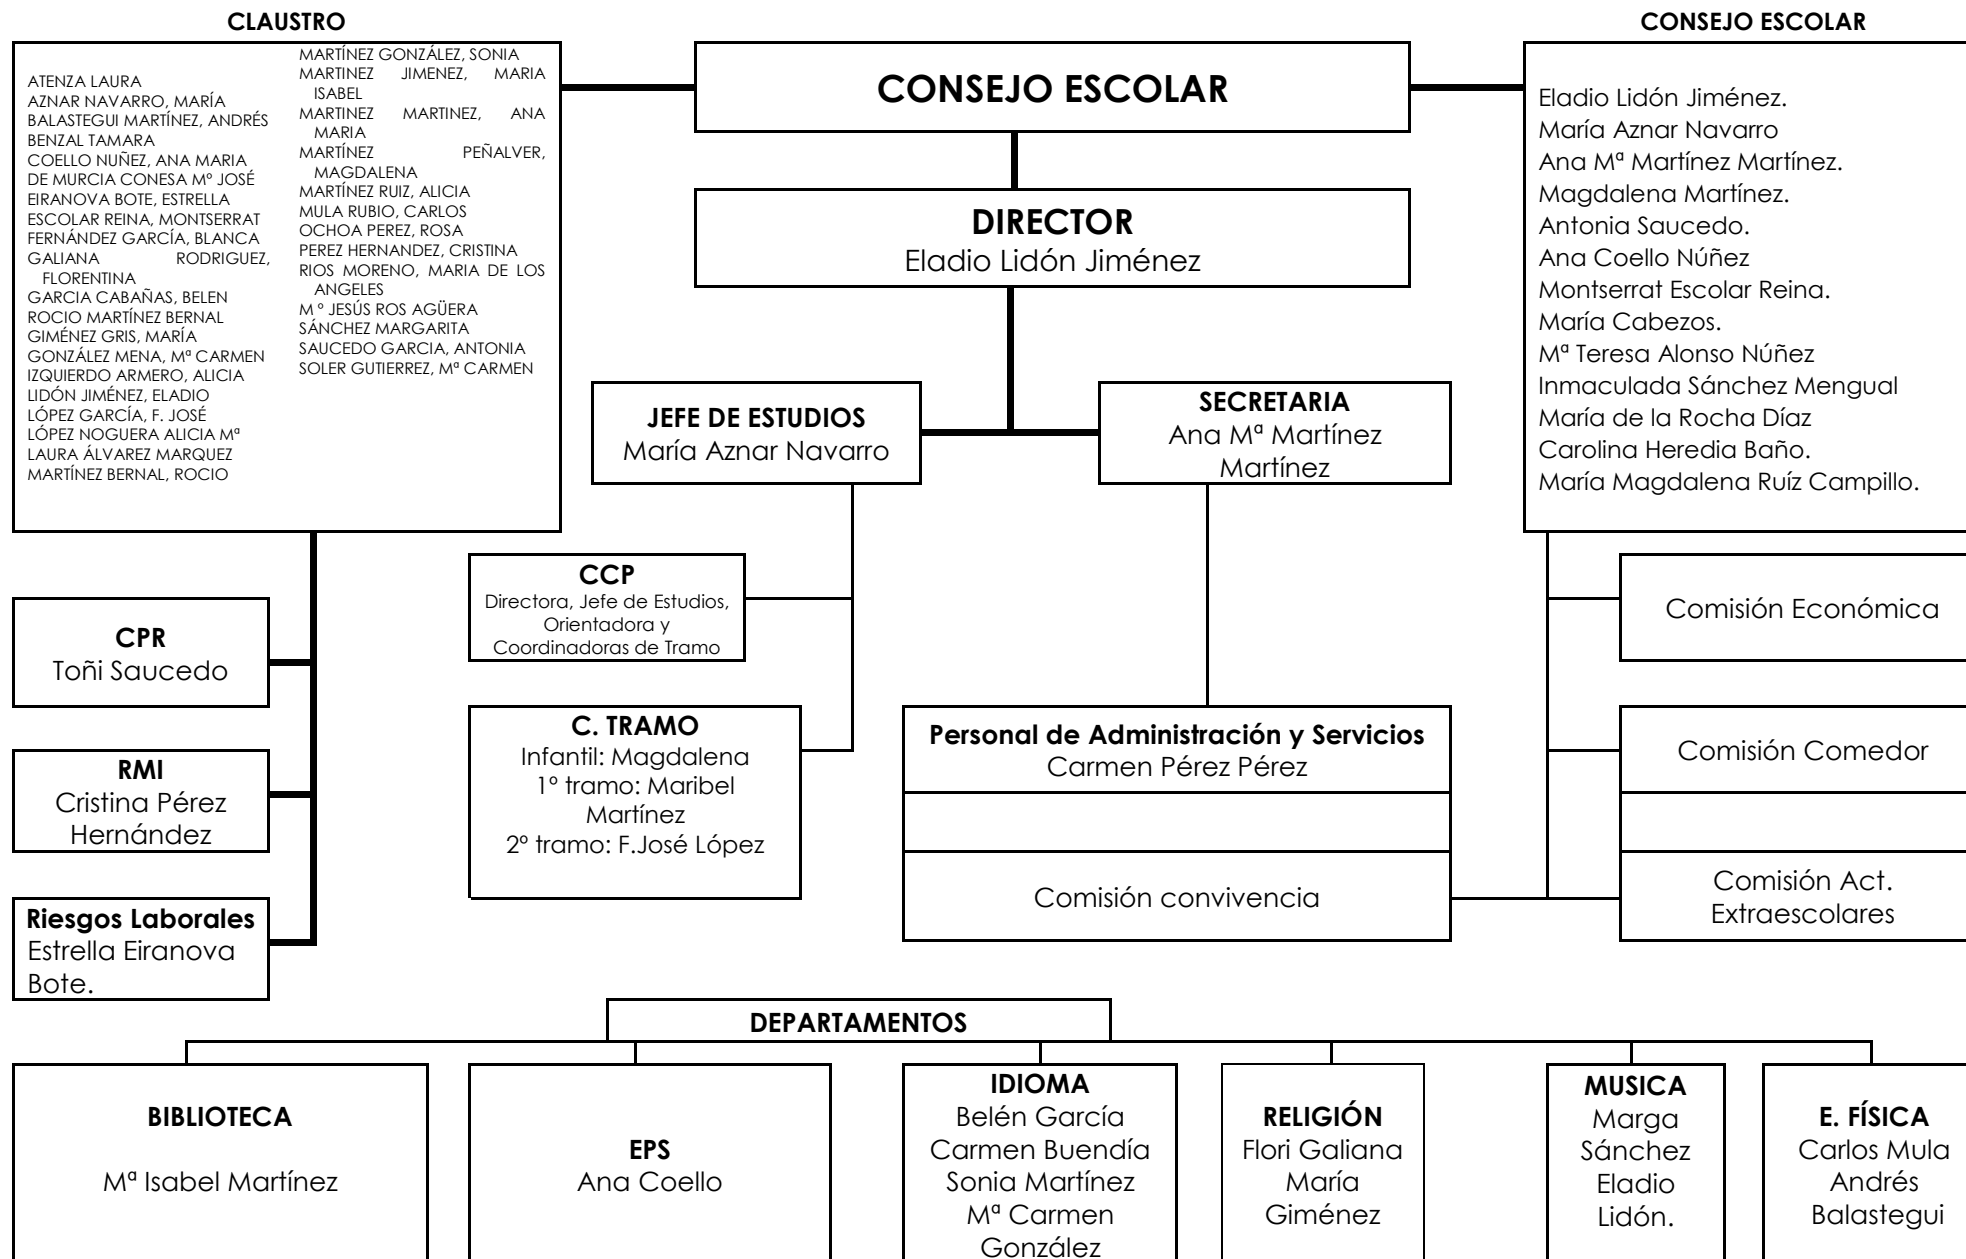 CLAUSTRO
ATENZA LAURA
AZNAR NAVARRO, MARÍA
BALASTEGUI MARTÍNEZ, ANDRÉS
BENZAL TAMARA
COELLO NUÑEZ, ANA MARIA
DE MURCIA CONESA Mº JOSÉ
EIRANOVA BOTE, ESTRELLA
ESCOLAR REINA, MONTSERRAT
FERNÁNDEZ GARCÍA, BLANCA
GALIANA RODRIGUEZ,
FLORENTINA
GARCIA CABAÑAS, BELEN
ROCIO MARTÍNEZ BERNAL
GIMÉNEZ GRIS, MARÍA
GONZÁLEZ MENA, Mª CARMEN
IZQUIERDO ARMERO, ALICIA
LIDÓN JIMÉNEZ, ELADIO
LÓPEZ GARCÍA, F. JOSÉ
LÓPEZ NOGUERA ALICIA Mª
LAURA ÁLVAREZ MARQUEZ
MARTÍNEZ BERNAL, ROCIO
MARTÍNEZ GONZÁLEZ, SONIA
MARTINEZ JIMENEZ, MARIA
ISABEL
MARTINEZ MARTINEZ, ANA
MARIA
MARTÍNEZ PEÑALVER,
MAGDALENA
MARTÍNEZ RUIZ, ALICIA
MULA RUBIO, CARLOS
OCHOA PEREZ, ROSA
PEREZ HERNANDEZ, CRISTINA
RIOS MORENO, MARIA DE LOS
ANGELES
M º JESÚS ROS AGÜERA
SÁNCHEZ MARGARITA
SAUCEDO GARCIA, ANTONIA
SOLER GUTIERREZ, Mª CARMEN
CONSEJO ESCOLAR
DIRECTOR
Eladio Lidón Jiménez
JEFE DE ESTUDIOS
María Aznar Navarro
SECRETARIA
Ana Mª Martínez
Martínez
CONSEJO ESCOLAR
Eladio Lidón Jiménez.
María Aznar Navarro
Ana Mª Martínez Martínez.
Magdalena Martínez.
Antonia Saucedo.
Ana Coello Núñez
Montserrat Escolar Reina.
María Cabezos.
Mª Teresa Alonso Núñez
Inmaculada Sánchez Mengual
María de la Rocha Díaz
Carolina Heredia Baño.
María Magdalena Ruíz Campillo.
CPR
Toñi Saucedo
RMI
Cristina Pérez
Hernández
Riesgos Laborales
Estrella Eiranova
Bote.
CCP
Directora, Jefe de Estudios,
Orientadora y
Coordinadoras de Tramo
C. TRAMO
Infantil: Magdalena
1º tramo: Maribel
Martínez
2º tramo: F.José López
Personal de Administración y Servicios
Carmen Pérez Pérez
Comisión convivencia
Comisión Económica
Comisión Comedor
Comisión Act.
Extraescolares
DEPARTAMENTOS
BIBLIOTECA
Mª Isabel Martínez
EPS
Ana Coello
IDIOMA
Belén García
Carmen Buendía
Sonia Martínez
Mª Carmen
González
RELIGIÓN
Flori Galiana
María
Giménez
MUSICA
Marga
Sánchez
Eladio
Lidón.
E. FÍSICA
Carlos Mula
Andrés
Balastegui